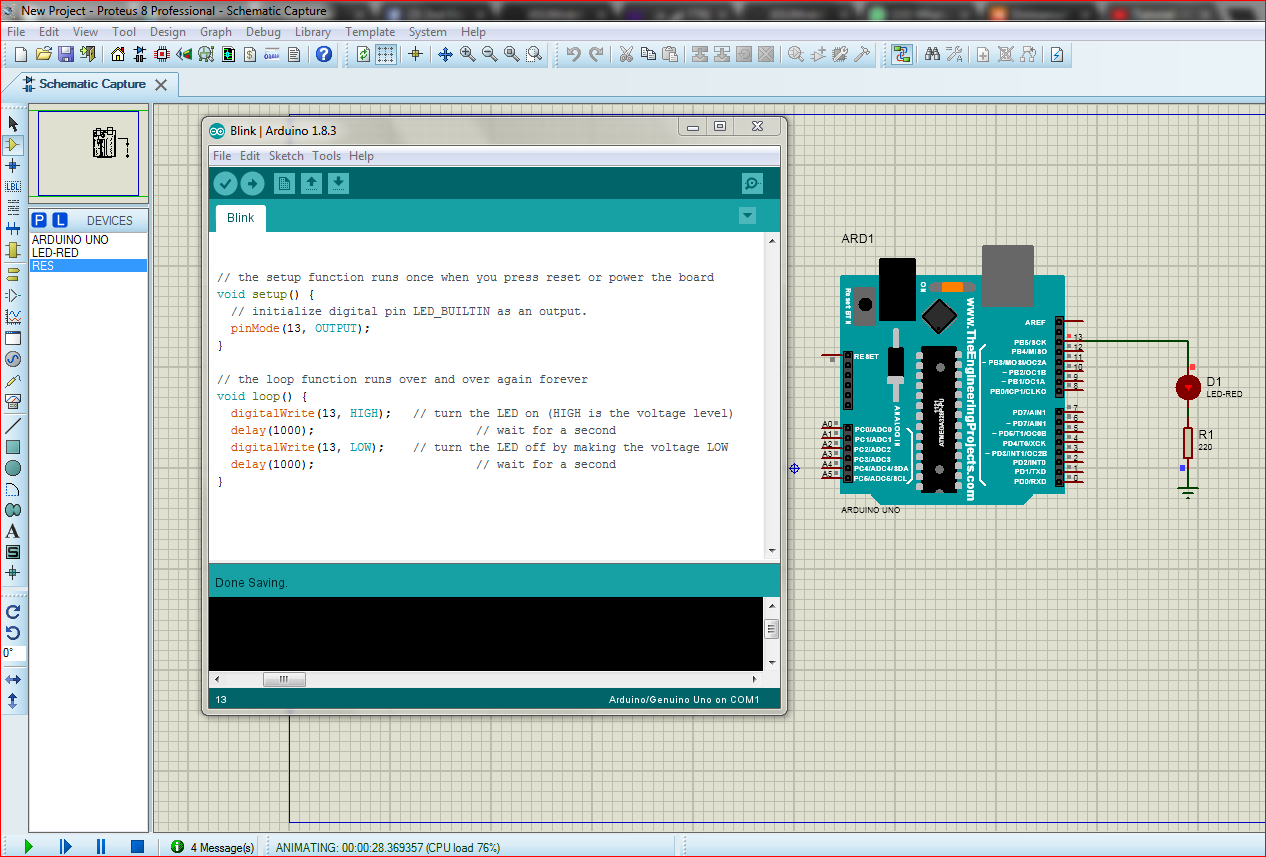 New Project - Proteus 8 Professional - Schematic Capture
File Edit View Tool Design Graph Debug Library Template System Help
Schematic Capture
P L DEVICES
ARDUINO UNO
LED-RED
RES
LBL
A
S
0°
Blink | Arduino 1.8.3
File Edit Sketch Tools Help
Blink
// the setup function runs once when you press reset or power the board
void setup() {
// initialize digital pin LED_BUILTIN as an output.
pinMode(13, OUTPUT);
}
// the loop function runs over and over again forever
void loop() {
digitalWrite(13, HIGH); // turn the LED on (HIGH is the voltage level)
delay(1000); // wait for a second
digitalWrite(13, LOW); // turn the LED off by making the voltage LOW
delay(1000); // wait for a second
}
Done Saving.
13 Arduino/Genuino Uno on COM1
ARD1
Reset BTN
ON
www.TheEngineeringProjects.com
RESET
ANALOG IN
ATMEGA328P-PU
1121
A0 PC0/ADC0
A1 PC1/ADC1
A2 PC2/ADC2
A3 PC3/ADC3
A4 PC4/ADC4/SDA
A5 PC5/ADC5/SCL
AREF
PB5/SCK 13
PB4/MISO 12
~ PB3/MOSI/OC2A 11
~ PB2/OC1B 10
~ PB1/OC1A 9
PB0/ICP1/CLKO 8
PD7/AIN1 7
~ PD6/AIN1 6
~ PD5/T1/OC0B 5
PD4/T0/XCK 4
~ PD3/INT1/OC2B 3
PD2/INT0 2
PD1/TXD 1
PD0/RXD 0
ARDUINO UNO
D1
LED-RED
R1
220
4 Message(s)
ANIMATING: 00:00:28.369357 (CPU load 76%)